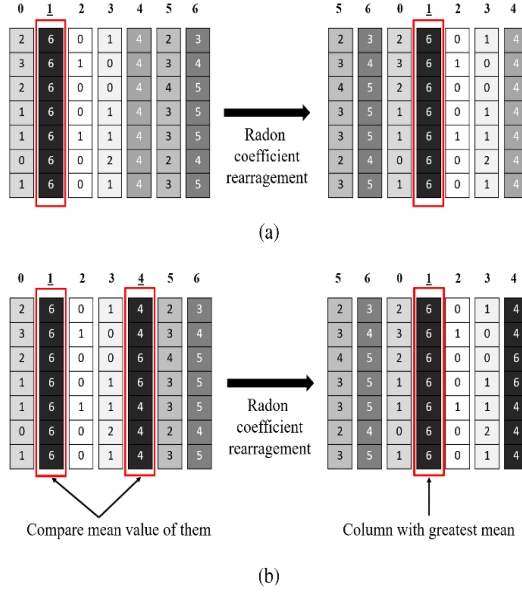 0 1 2 3 4 5 6
2 6 0 1 4 2 3
3 6 1 0 4 3 4
2 6 0 0 4 4 5
1 6 0 1 4 3 5
1 6 1 1 4 3 5
0 6 0 2 4 2 4
1 6 0 1 4 3 5
Radon
coefficient
rearragement
5 6 0 1 2 3 4
2 3 2 6 0 1 4
3 4 3 6 1 0 4
4 5 2 6 0 0 4
3 5 1 6 0 1 4
3 5 1 6 1 1 4
2 4 0 6 0 2 4
3 5 1 6 0 1 4
(a)
0 1 2 3 4 5 6
2 6 0 1 4 2 3
3 6 1 0 4 3 4
2 6 0 0 6 4 5
1 6 0 1 6 3 5
1 6 1 1 4 3 5
0 6 0 2 4 2 4
1 6 0 1 4 3 5
Radon
coefficient
rearragement
5 6 0 1 2 3 4
2 3 2 6 0 1 4
3 4 3 6 1 0 4
4 5 2 6 0 0 6
3 5 1 6 0 1 6
3 5 1 6 1 1 4
2 4 0 6 0 2 4
3 5 1 6 0 1 4
Compare mean value of them
Column with greatest mean
(b)